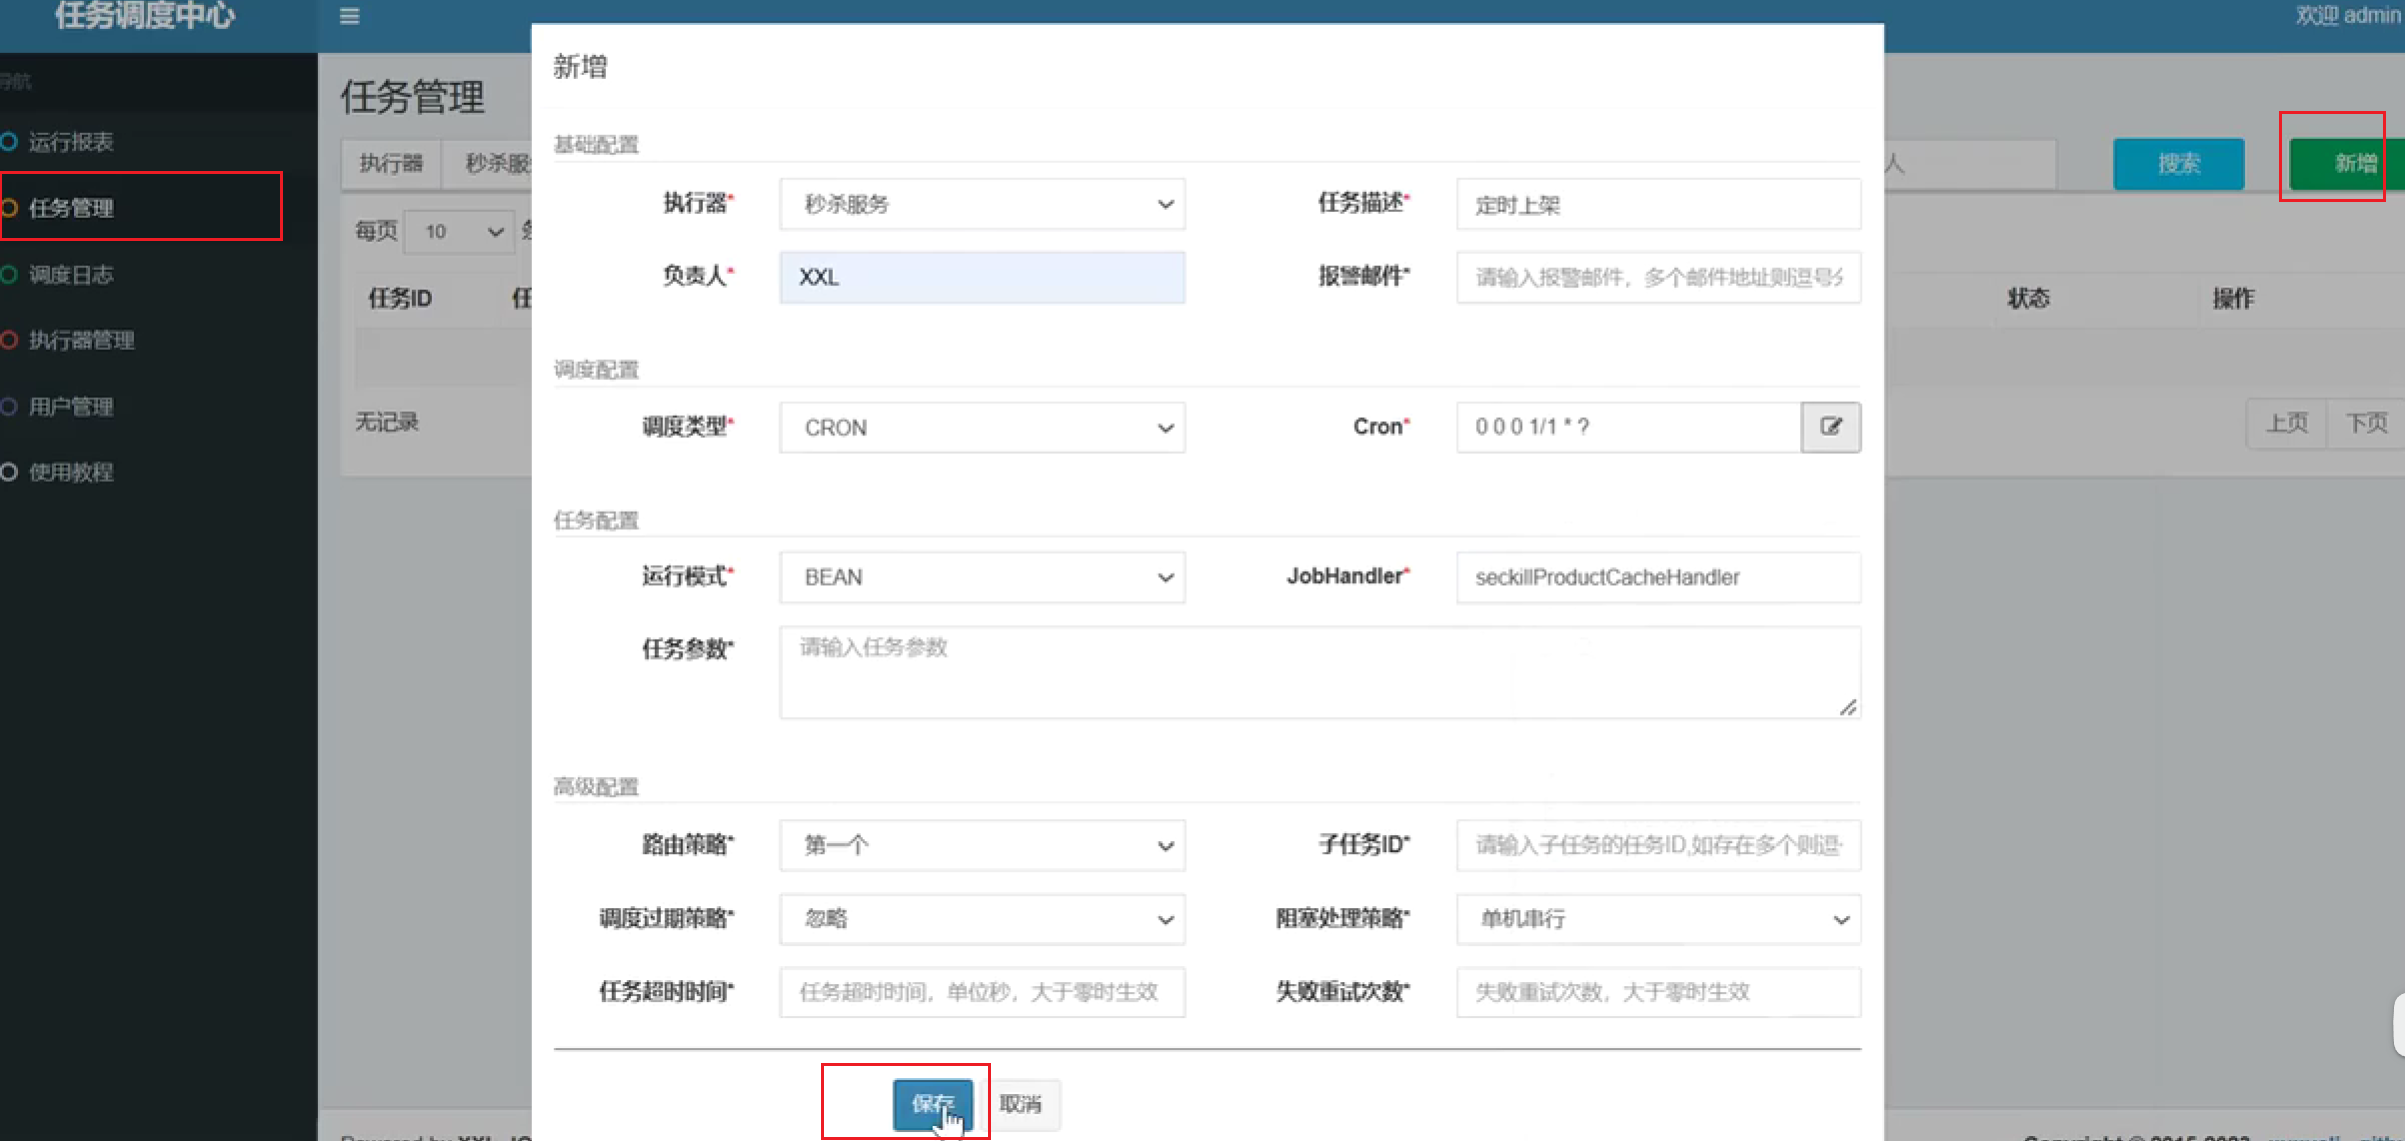 任务调度中心
欢迎 admin
导航
运行报表
任务管理
调度日志
执行器管理
用户管理
使用教程
任务管理
执行器 秒杀服
人
搜索
新增
每页 10
任务ID
状态
操作
无记录
上页 下页
新增
基础配置
执行器* 秒杀服务
任务描述* 定时上架
负责人* XXL
报警邮件* 请输入报警邮件，多个邮件地址则逗号分
调度配置
调度类型* CRON
Cron* 0 0 0 1/1 * ?
任务配置
运行模式* BEAN
JobHandler* seckillProductCacheHandler
任务参数* 请输入任务参数
高级配置
路由策略* 第一个
子任务ID* 请输入子任务的任务ID,如存在多个则逗
调度过期策略* 忽略
阻塞处理策略* 单机串行
任务超时时间* 任务超时时间，单位秒，大于零时生效
失败重试次数* 失败重试次数，大于零时生效
保存 取消